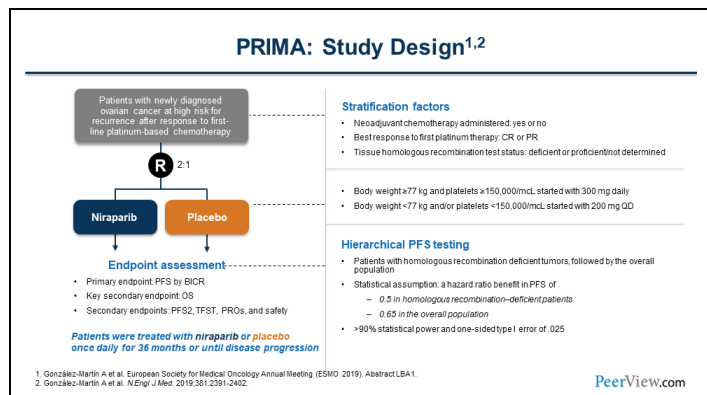 PRIMA: Study Design1,2
Patients with newly diagnosed
ovarian cancer at high risk for
recurrence after response to first-
line platinum-based chemotherapy
R
2:1
Niraparib
Placebo
Endpoint assessment
• Primary endpoint: PFS by BICR
• Key secondary endpoint: OS
• Secondary endpoints: PFS2, TFST, PROs, and safety
Patients were treated with niraparib or placebo
once daily for 36 months or until disease progression
Stratification factors
• Neoadjuvant chemotherapy administered: yes or no
• Best response to first platinum therapy: CR or PR
• Tissue homologous recombination test status: deficient or proficient/not determined
• Body weight ≥77 kg and platelets ≥150,000/mcL started with 300 mg daily
• Body weight <77 kg and/or platelets <150,000/mcL started with 200 mg QD
Hierarchical PFS testing
• Patients with homologous recombination deficient tumors, followed by the overall
population
• Statistical assumption: a hazard ratio benefit in PFS of
– 0.5 in homologous recombination–deficient patients
– 0.65 in the overall population
• >90% statistical power and one-sided type I error of .025
1. González-Martín A et al. European Society for Medical Oncology Annual Meeting (ESMO 2019). Abstract LBA1.
2. González-Martín A et al. N Engl J Med. 2019;381:2391-2402.
PeerView.com